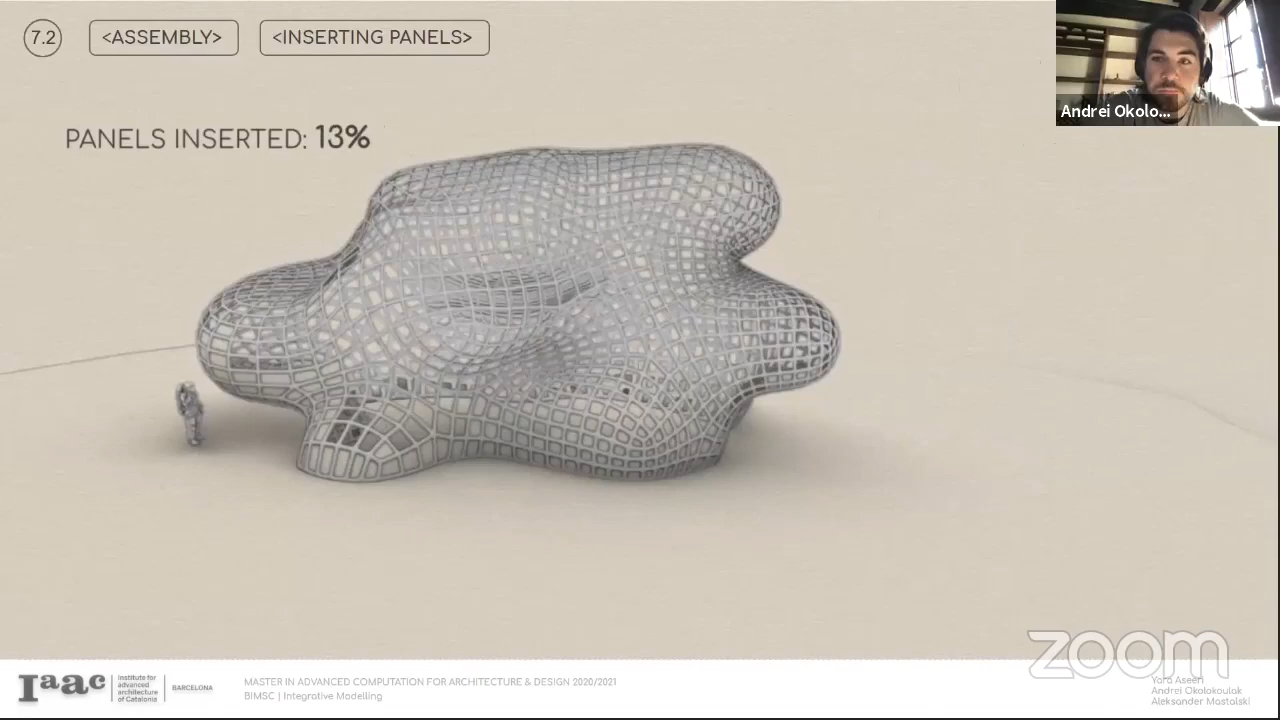 7.2
<ASSEMBLY>
<INSERTING PANELS>
PANELS INSERTED: 13%
Andrei Okolo...
Iaac
Institute for
advanced
architecture
of Catalonia
BARCELONA
MASTER IN ADVANCED COMPUTATION FOR ARCHITECTURE & DESIGN 2020/2021
BIMSC | Integrative Modelling
zoom
Yara Aseeri
Andrei Okolokoulak
Aleksander Mastalski